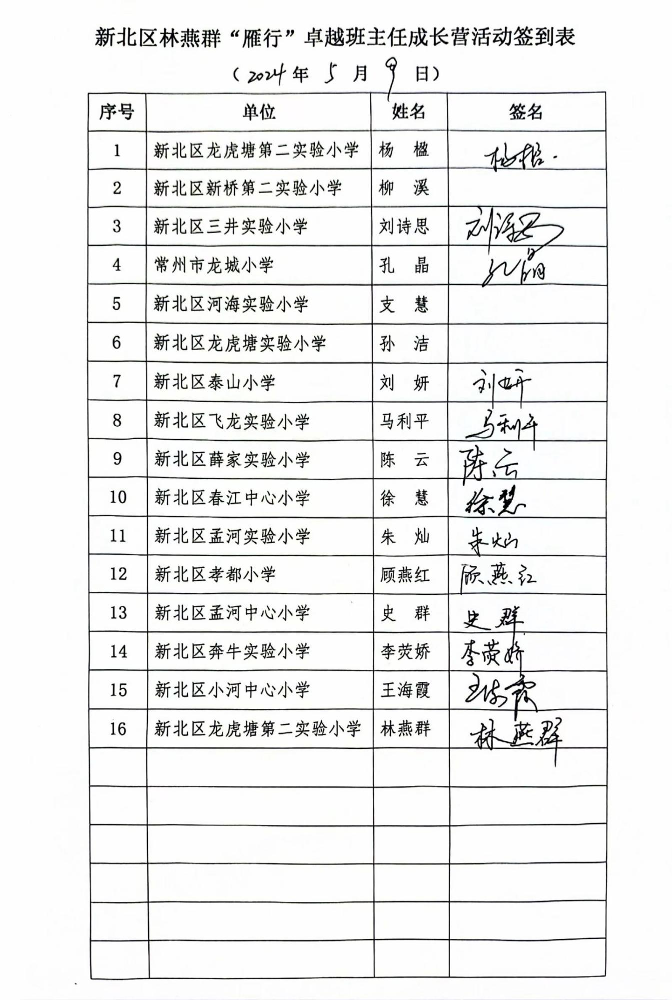 新北区林燕群“雁行”卓越班主任成长营活动签到表
（2024年 5 月 9 日）
序号 单位 姓名 签名
1 新北区龙虎塘第二实验小学 杨 楹 杨楹
2 新北区新桥第二实验小学 柳 溪
3 新北区三井实验小学 刘诗思 刘诗思
4 常州市龙城小学 孔 晶 孔晶
5 新北区河海实验小学 支 慧
6 新北区龙虎塘实验小学 孙 洁
7 新北区泰山小学 刘 妍 刘妍
8 新北区飞龙实验小学 马利平 马利平
9 新北区薛家实验小学 陈 云 陈云
10 新北区春江中心小学 徐 慧 徐慧
11 新北区孟河实验小学 朱 灿 朱灿
12 新北区孝都小学 顾燕红 顾燕红
13 新北区孟河中心小学 史 群 史群
14 新北区奔牛实验小学 李荧娇 李荧娇
15 新北区小河中心小学 王海霞 王海霞
16 新北区龙虎塘第二实验小学 林燕群 林燕群